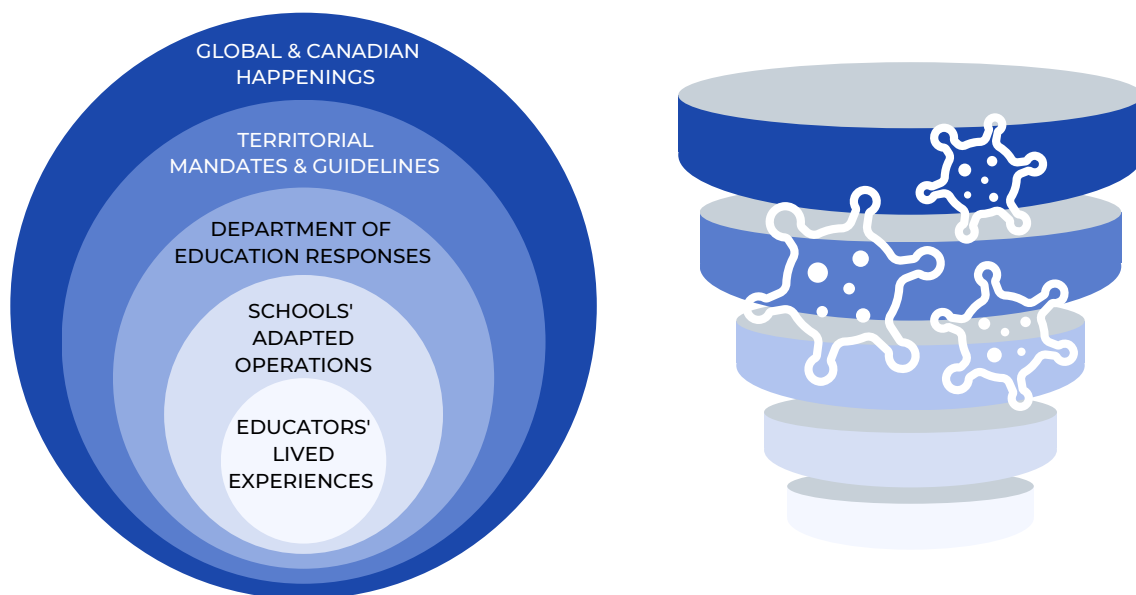 GLOBAL & CANADIAN
HAPPENINGS
TERRITORIAL
MANDATES & GUIDELINES
DEPARTMENT OF
EDUCATION RESPONSES
SCHOOLS'
ADAPTED
OPERATIONS
EDUCATORS'
LIVED
EXPERIENCES